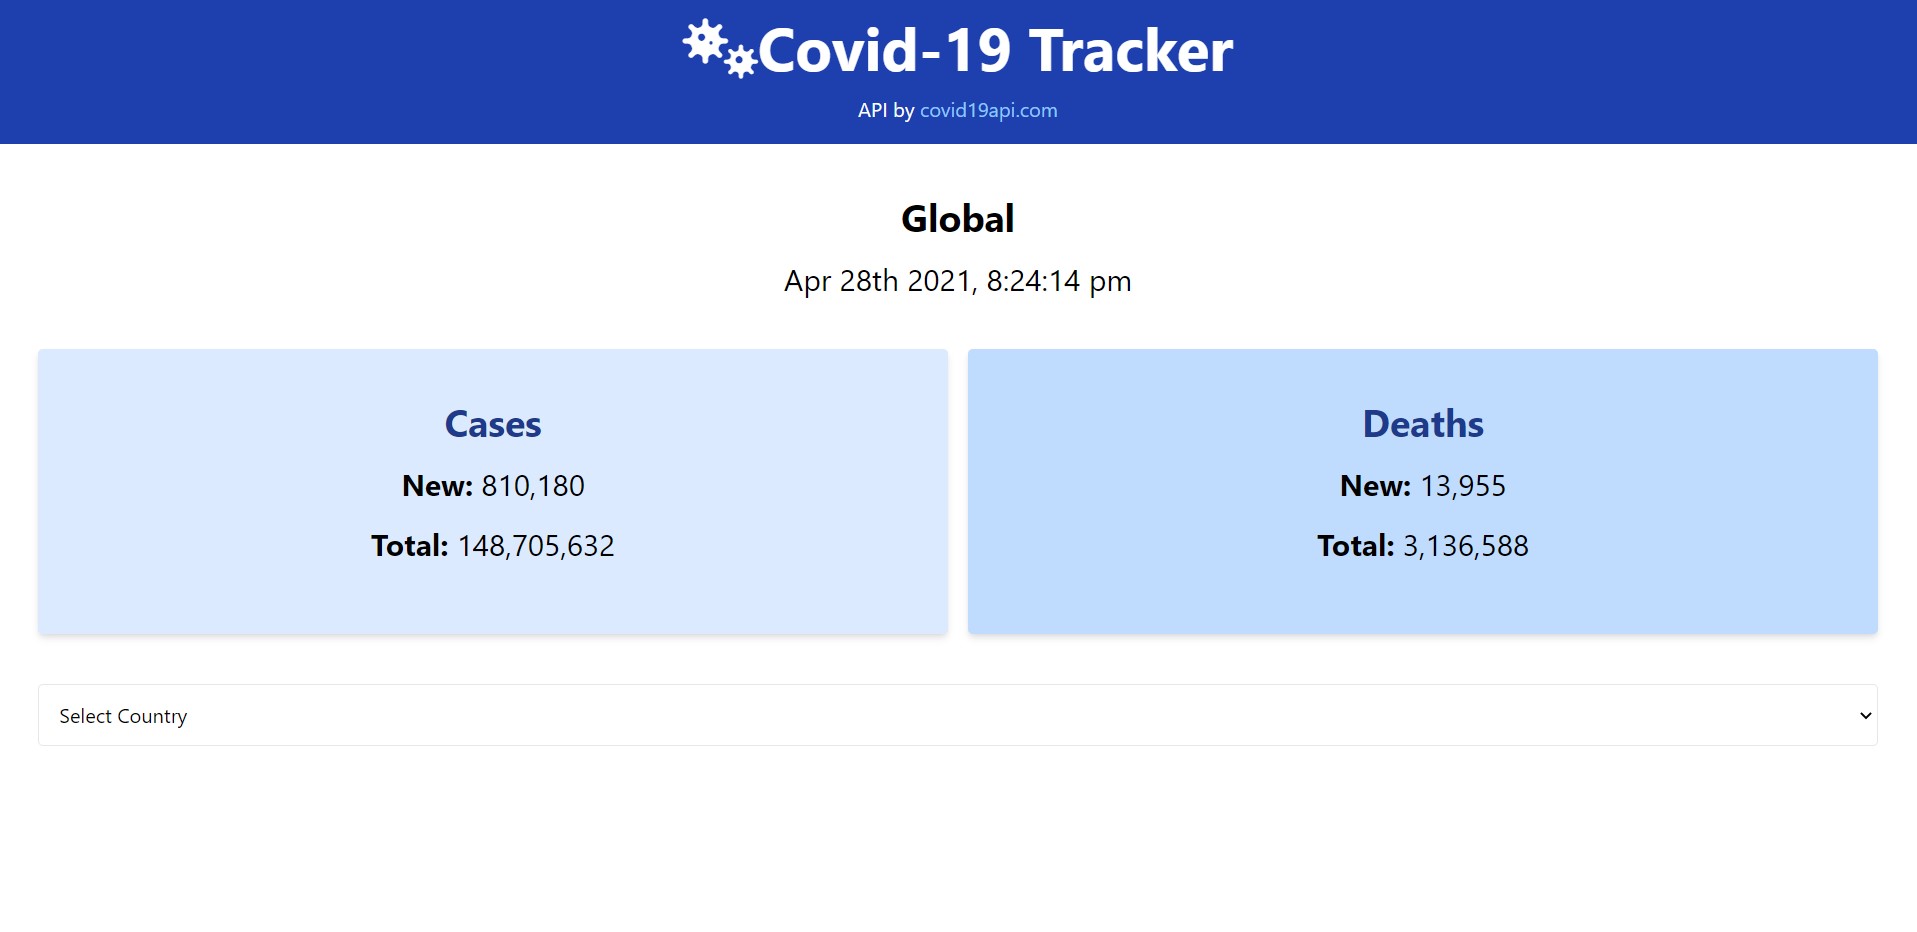 Covid-19 Tracker
API by covid19api.com
Global
Apr 28th 2021, 8:24:14 pm
Cases
New: 810,180
Total: 148,705,632
Deaths
New: 13,955
Total: 3,136,588
Select Country